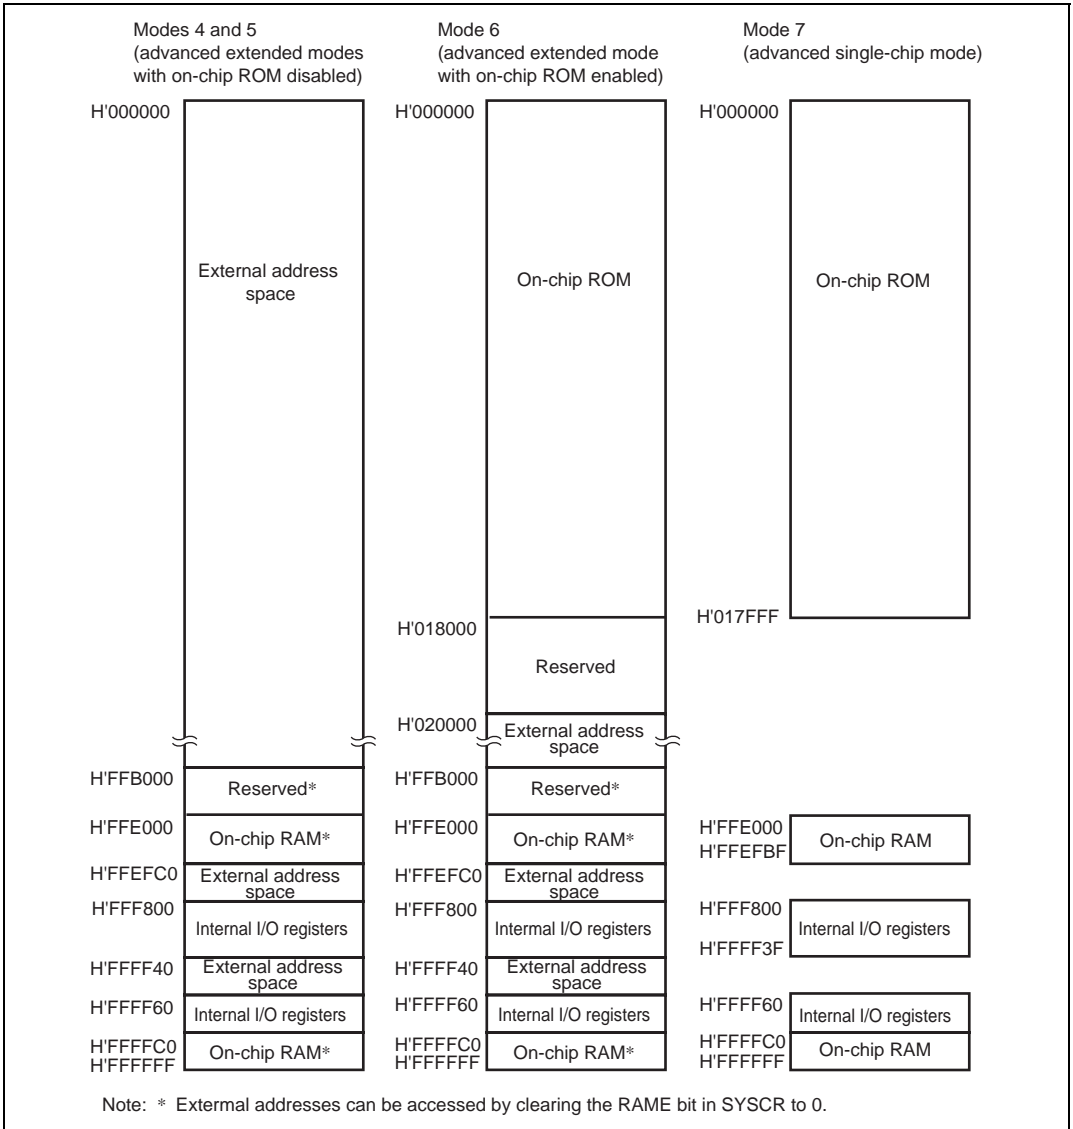 Modes 4 and 5
(advanced extended modes
with on-chip ROM disabled)
H'000000
External address
space
H'FFB000
Reserved*
H'FFE000
On-chip RAM*
H'FFEFC0
External address
space
H'FFF800
Internal I/O registers
H'FFFF40
External address
space
H'FFFF60
Internal I/O registers
H'FFFFC0
On-chip RAM*
H'FFFFFF
Mode 6
(advanced extended mode
with on-chip ROM enabled)
H'000000
On-chip ROM
H'018000
Reserved
H'020000
External address
space
H'FFB000
Reserved*
H'FFE000
On-chip RAM*
H'FFEFC0
External address
space
H'FFF800
Intermal I/O registers
H'FFFF40
External address
space
H'FFFF60
Internal I/O registers
H'FFFFC0
On-chip RAM*
H'FFFFFF
Mode 7
(advanced single-chip mode)
H'000000
On-chip ROM
H'017FFF
H'FFE000
On-chip RAM
H'FFEFBF
H'FFF800
Internal I/O registers
H'FFFF3F
H'FFFF60
Internal I/O registers
H'FFFFC0
On-chip RAM
H'FFFFFF
Note: * Extermal addresses can be accessed by clearing the RAME bit in SYSCR to 0.